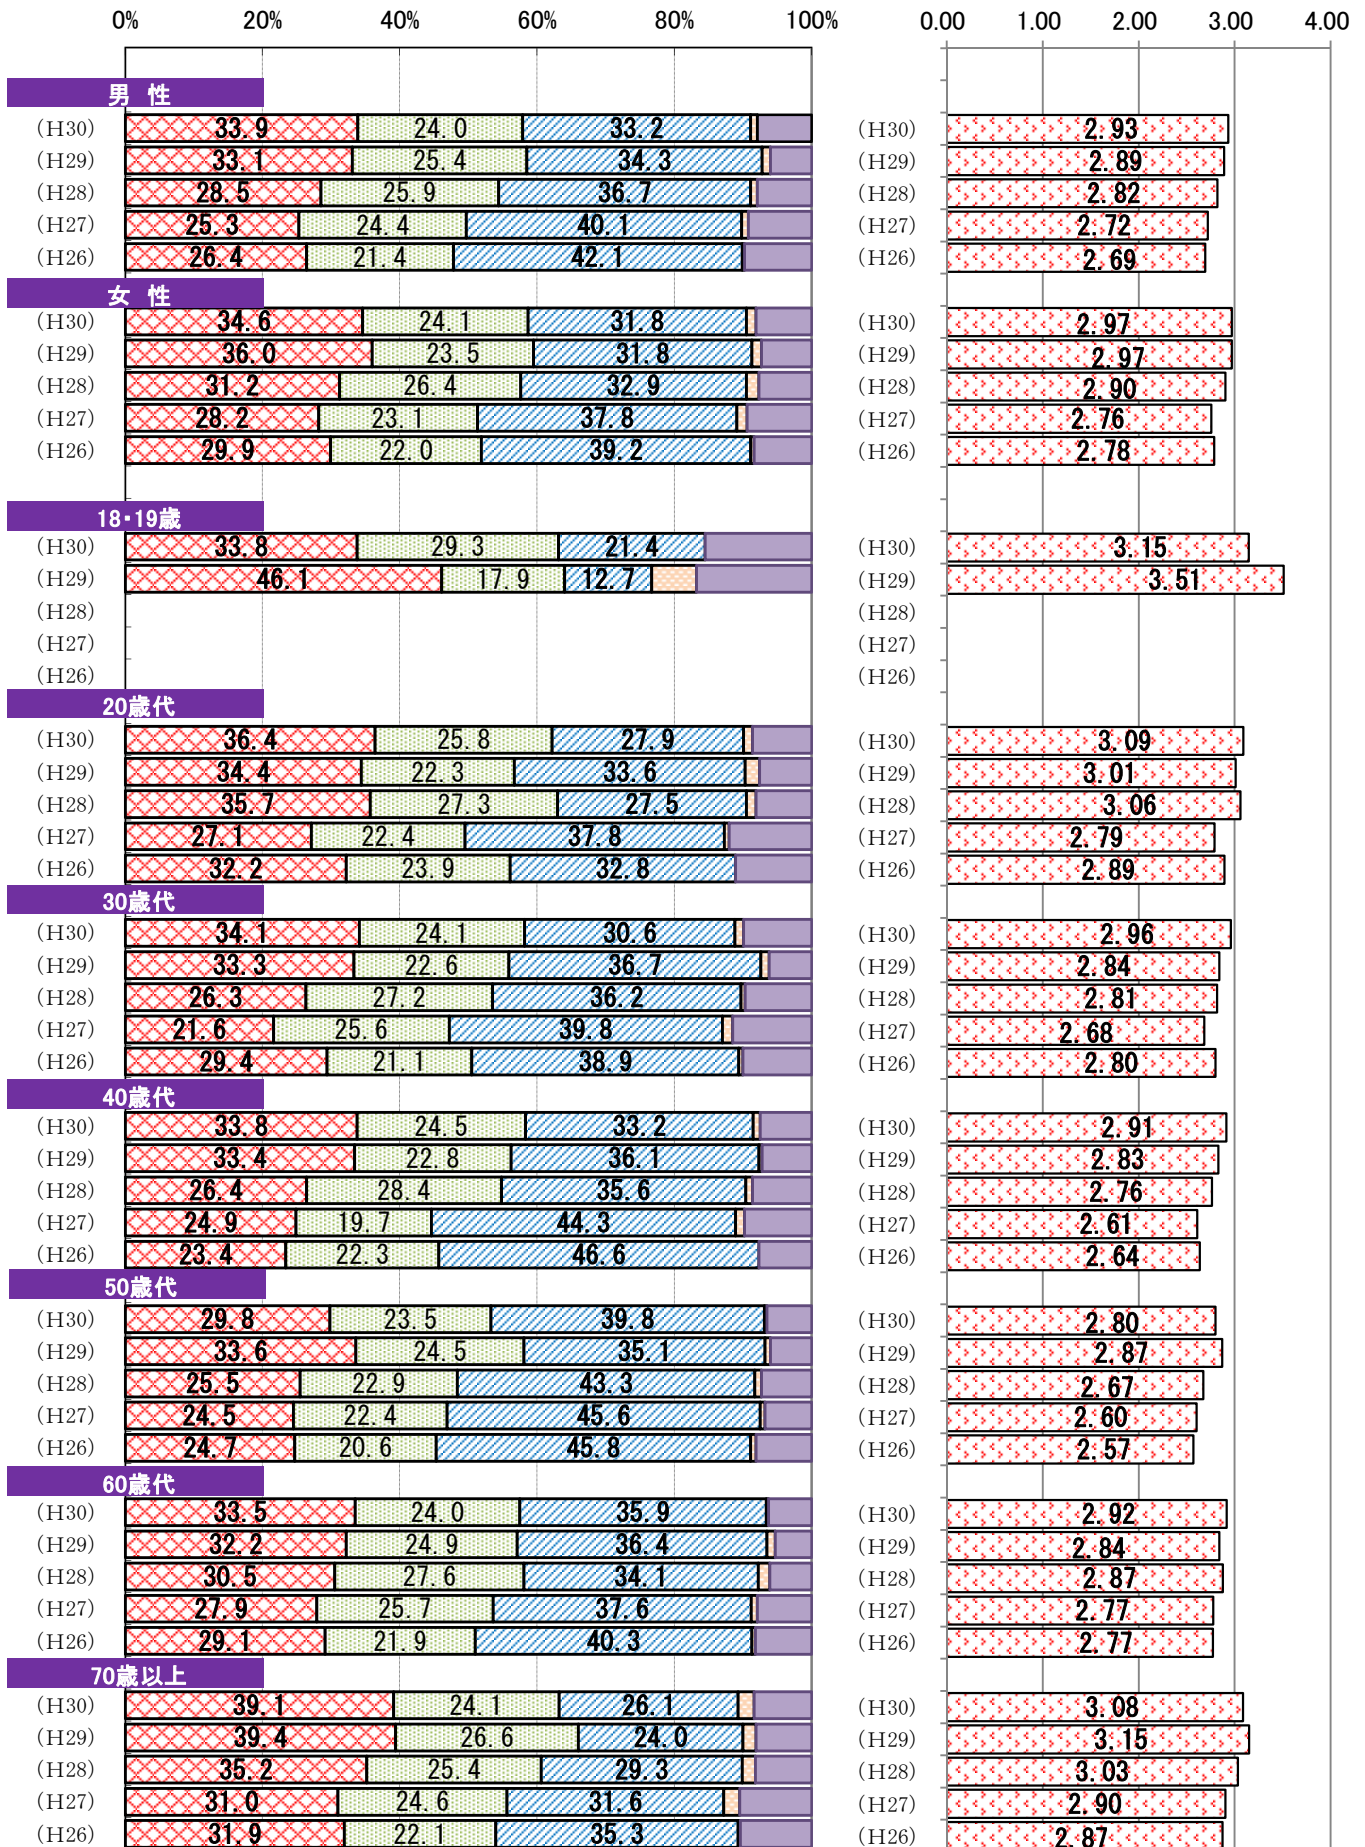 0% 20% 40% 60% 80% 100% 0.00 1.00 2.00 3.00 4.00
男 性
(H30) 33.9 24.0 33.2 (H30) 2.93
(H29) 33.1 25.4 34.3 (H29) 2.89
(H28) 28.5 25.9 36.7 (H28) 2.82
(H27) 25.3 24.4 40.1 (H27) 2.72
(H26) 26.4 21.4 42.1 (H26) 2.69
女 性
(H30) 34.6 24.1 31.8 (H30) 2.97
(H29) 36.0 23.5 31.8 (H29) 2.97
(H28) 31.2 26.4 32.9 (H28) 2.90
(H27) 28.2 23.1 37.8 (H27) 2.76
(H26) 29.9 22.0 39.2 (H26) 2.78
18・19歳
(H30) 33.8 29.3 21.4 (H30) 3.15
(H29) 46.1 17.9 12.7 (H29) 3.51
(H28) (H28)
(H27) (H27)
(H26) (H26)
20歳代
(H30) 36.4 25.8 27.9 (H30) 3.09
(H29) 34.4 22.3 33.6 (H29) 3.01
(H28) 35.7 27.3 27.5 (H28) 3.06
(H27) 27.1 22.4 37.8 (H27) 2.79
(H26) 32.2 23.9 32.8 (H26) 2.89
30歳代
(H30) 34.1 24.1 30.6 (H30) 2.96
(H29) 33.3 22.6 36.7 (H29) 2.84
(H28) 26.3 27.2 36.2 (H28) 2.81
(H27) 21.6 25.6 39.8 (H27) 2.68
(H26) 29.4 21.1 38.9 (H26) 2.80
40歳代
(H30) 33.8 24.5 33.2 (H30) 2.91
(H29) 33.4 22.8 36.1 (H29) 2.83
(H28) 26.4 28.4 35.6 (H28) 2.76
(H27) 24.9 19.7 44.3 (H27) 2.61
(H26) 23.4 22.3 46.6 (H26) 2.64
50歳代
(H30) 29.8 23.5 39.8 (H30) 2.80
(H29) 33.6 24.5 35.1 (H29) 2.87
(H28) 25.5 22.9 43.3 (H28) 2.67
(H27) 24.5 22.4 45.6 (H27) 2.60
(H26) 24.7 20.6 45.8 (H26) 2.57
60歳代
(H30) 33.5 24.0 35.9 (H30) 2.92
(H29) 32.2 24.9 36.4 (H29) 2.84
(H28) 30.5 27.6 34.1 (H28) 2.87
(H27) 27.9 25.7 37.6 (H27) 2.77
(H26) 29.1 21.9 40.3 (H26) 2.77
70歳以上
(H30) 39.1 24.1 26.1 (H30) 3.08
(H29) 39.4 26.6 24.0 (H29) 3.15
(H28) 35.2 25.4 29.3 (H28) 3.03
(H27) 31.0 24.6 31.6 (H27) 2.90
(H26) 31.9 22.1 35.3 (H26) 2.87